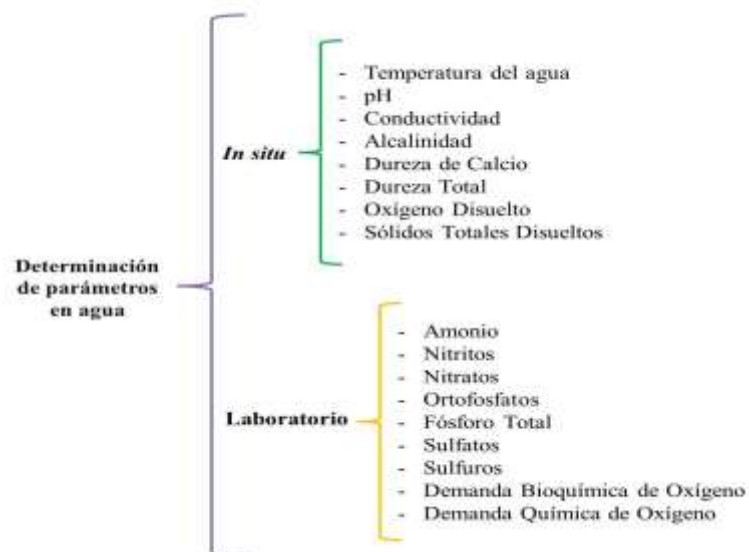 Determinación
de parámetros
en agua
In situ
- Temperatura del agua
- pH
- Conductividad
- Alcalinidad
- Dureza de Calcio
- Dureza Total
- Oxígeno Disuelto
- Sólidos Totales Disueltos
Laboratorio
- Amonio
- Nitritos
- Nitratos
- Ortofosfatos
- Fósforo Total
- Sulfatos
- Sulfuros
- Demanda Bioquímica de Oxígeno
- Demanda Química de Oxígeno